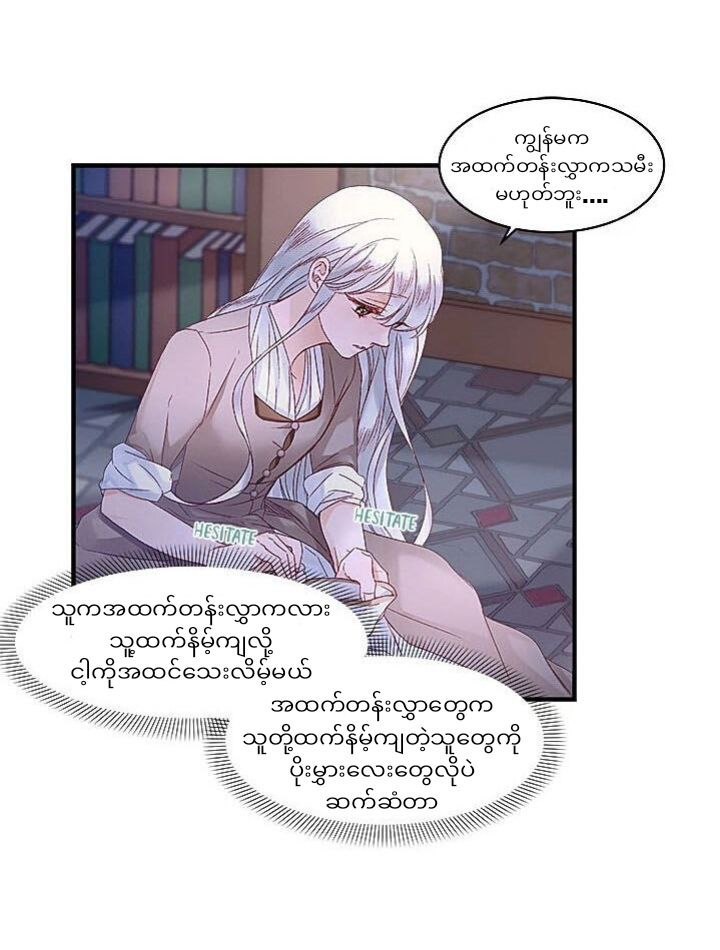 ကျွန်မက
အထက်တန်းလွှာကသမီး
မဟုတ်ဘူး....
HESITATE
HESITATE
သူကအထက်တန်းလွှာကလား
သူ့ထက်နိမ့်ကျလို့
ငါ့ကိုအထင်သေးလိမ့်မယ်
အထက်တန်းလွှာတွေက
သူတို့ထက်နိမ့်ကျတဲ့သူတွေကို
ပိုးမွှားလေးတွေလိုပဲ
ဆက်ဆံတာ